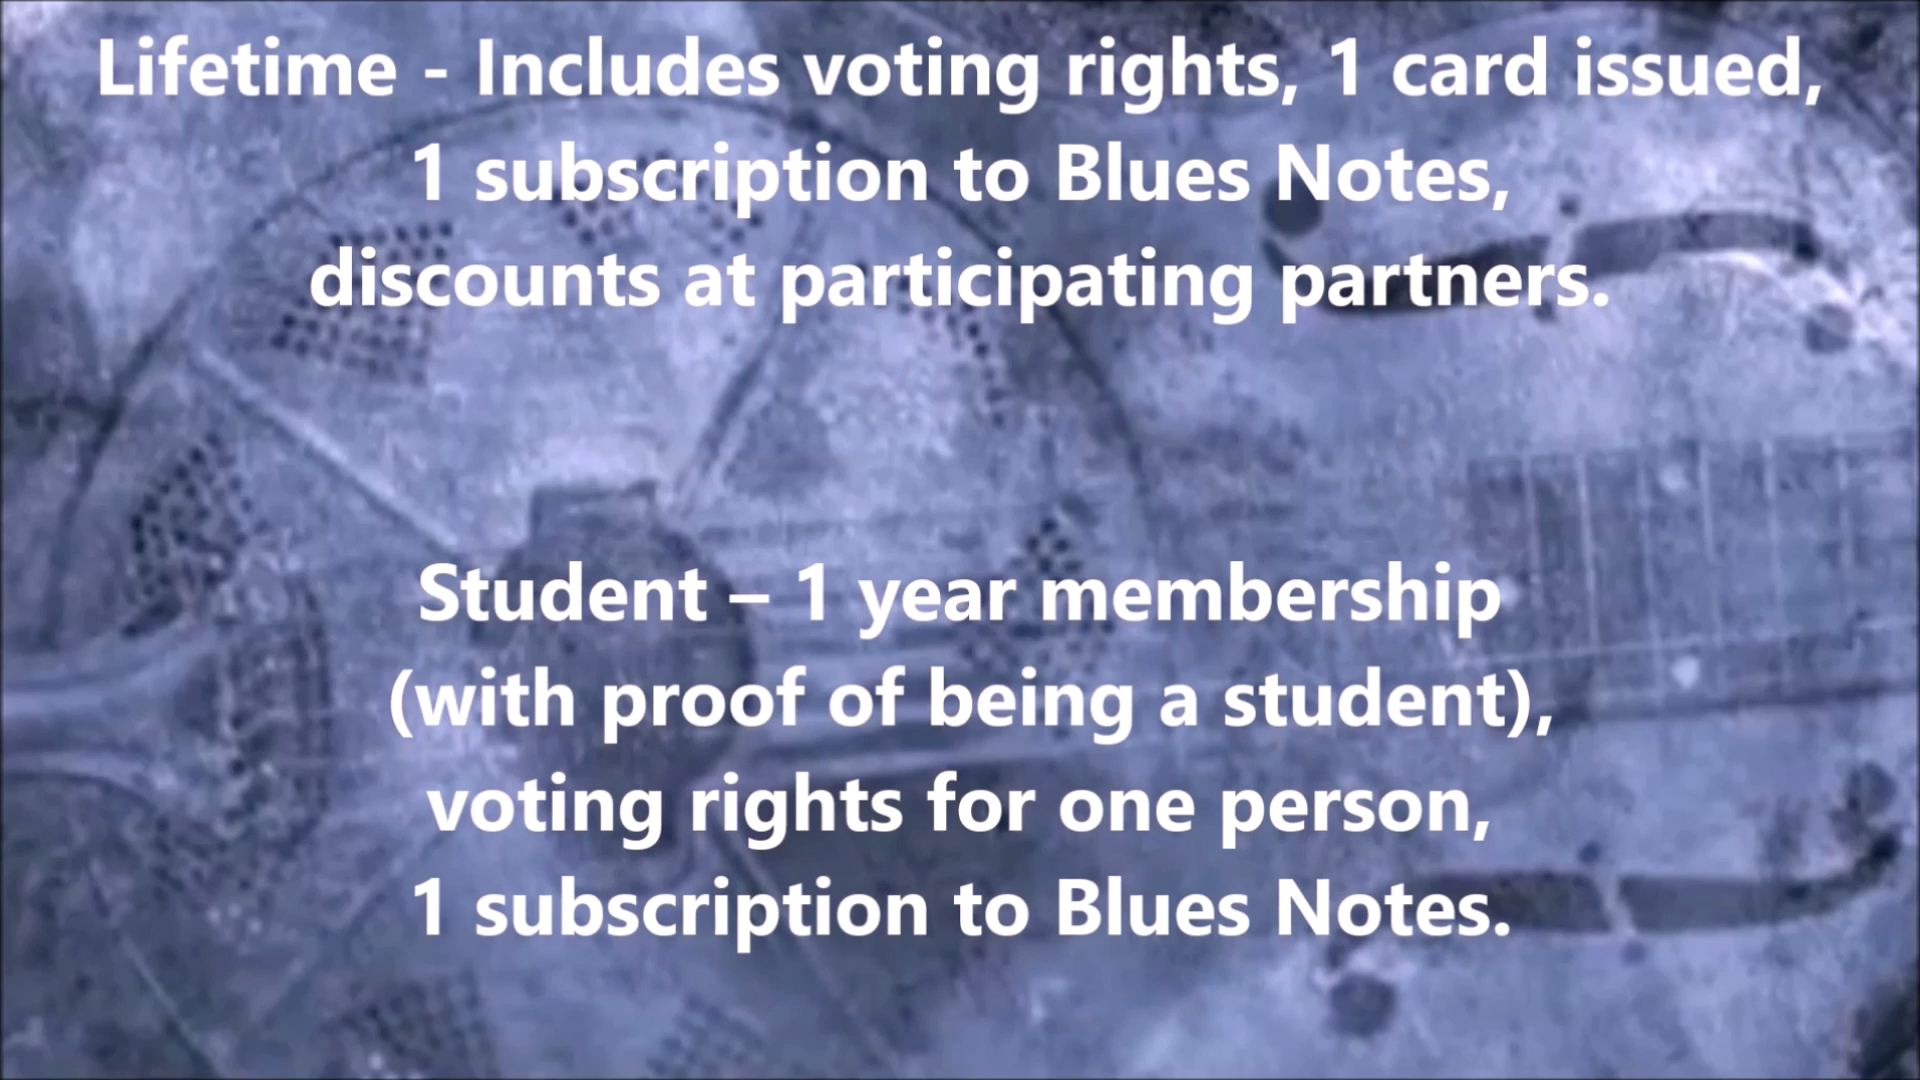 Lifetime - Includes voting rights, 1 card issued,
1 subscription to Blues Notes,
discounts at participating partners.
Student – 1 year membership
(with proof of being a student),
voting rights for one person,
1 subscription to Blues Notes.